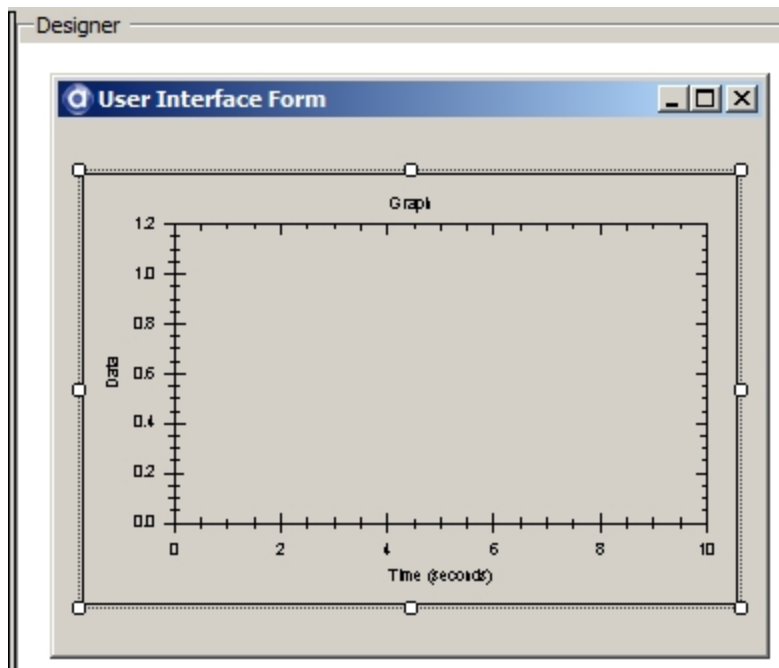 Designer
User Interface Form
Graph
1.2
1.0
0.8
Data
0.6
0.4
0.2
0.0
0 2 4 6 8 10
Time (seconds)